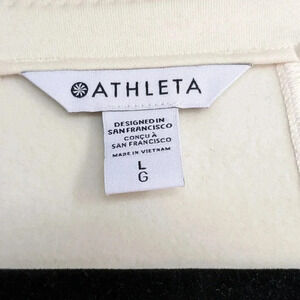 ATHLETA
DESIGNED IN
SAN FRANCISCO
CONÇU À
SAN FRANCISCO
MADE IN VIETNAM
L
G